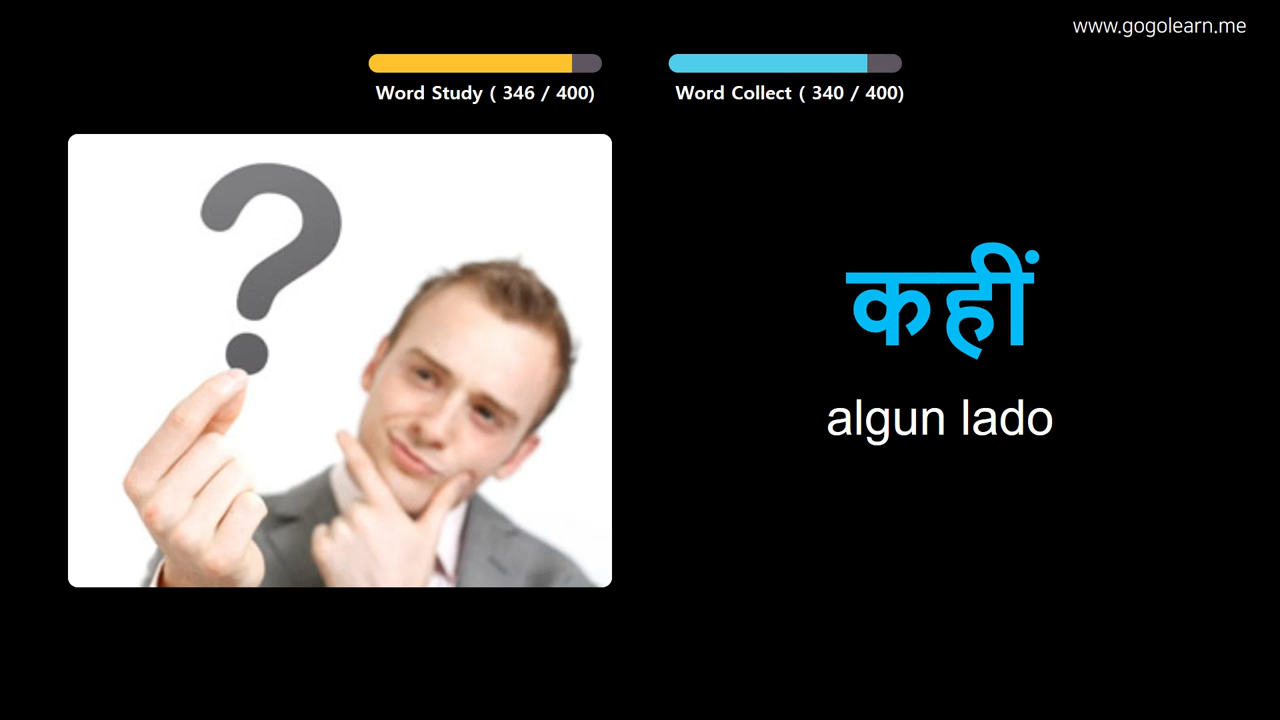 www.gogolearn.me
Word Study ( 346 / 400)
Word Collect ( 340 / 400)
कहीं
algun lado